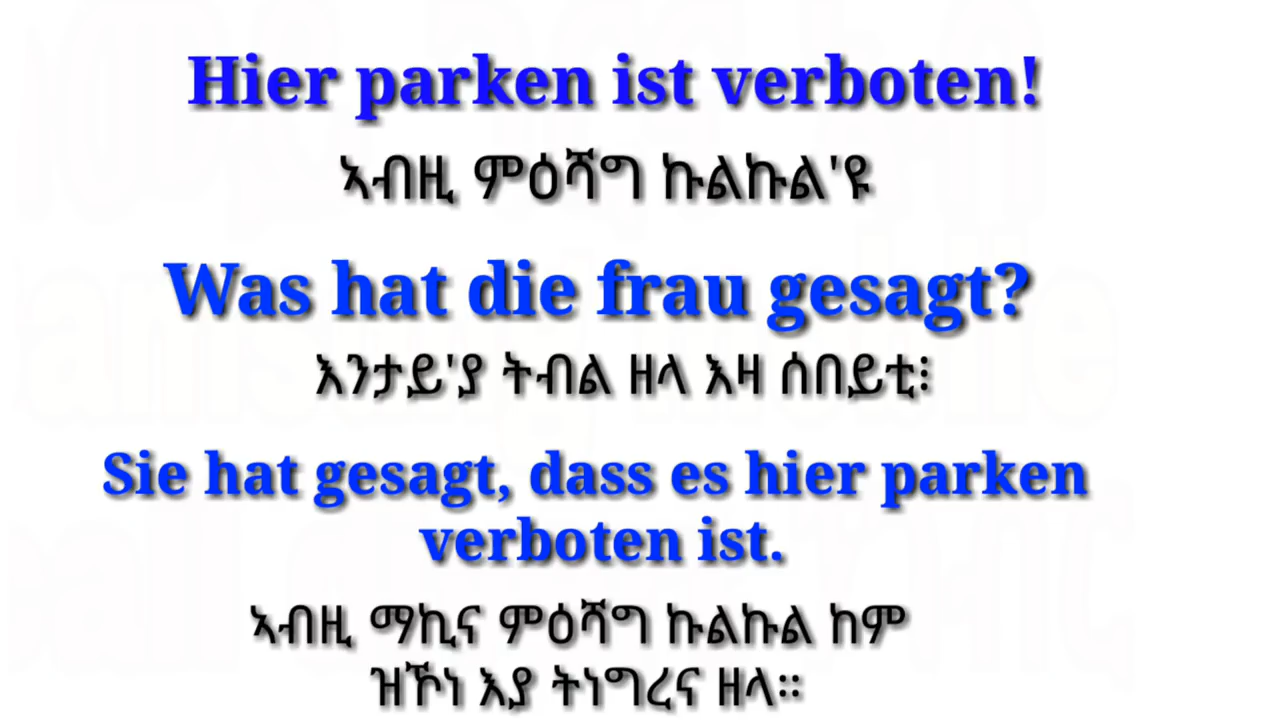 Hier parken ist verboten!
ኣብዚ ምዕሻግ ኩልኩል'ዩ
Was hat die frau gesagt?
እንታይ'ያ ትብል ዘላ እዛ ሰበይቲ፧
Sie hat gesagt, dass es hier parken
verboten ist.
ኣብዚ ማኪና ምዕሻግ ኩልኩል ከም
ዝኾነ እያ ትነግረና ዘላ።